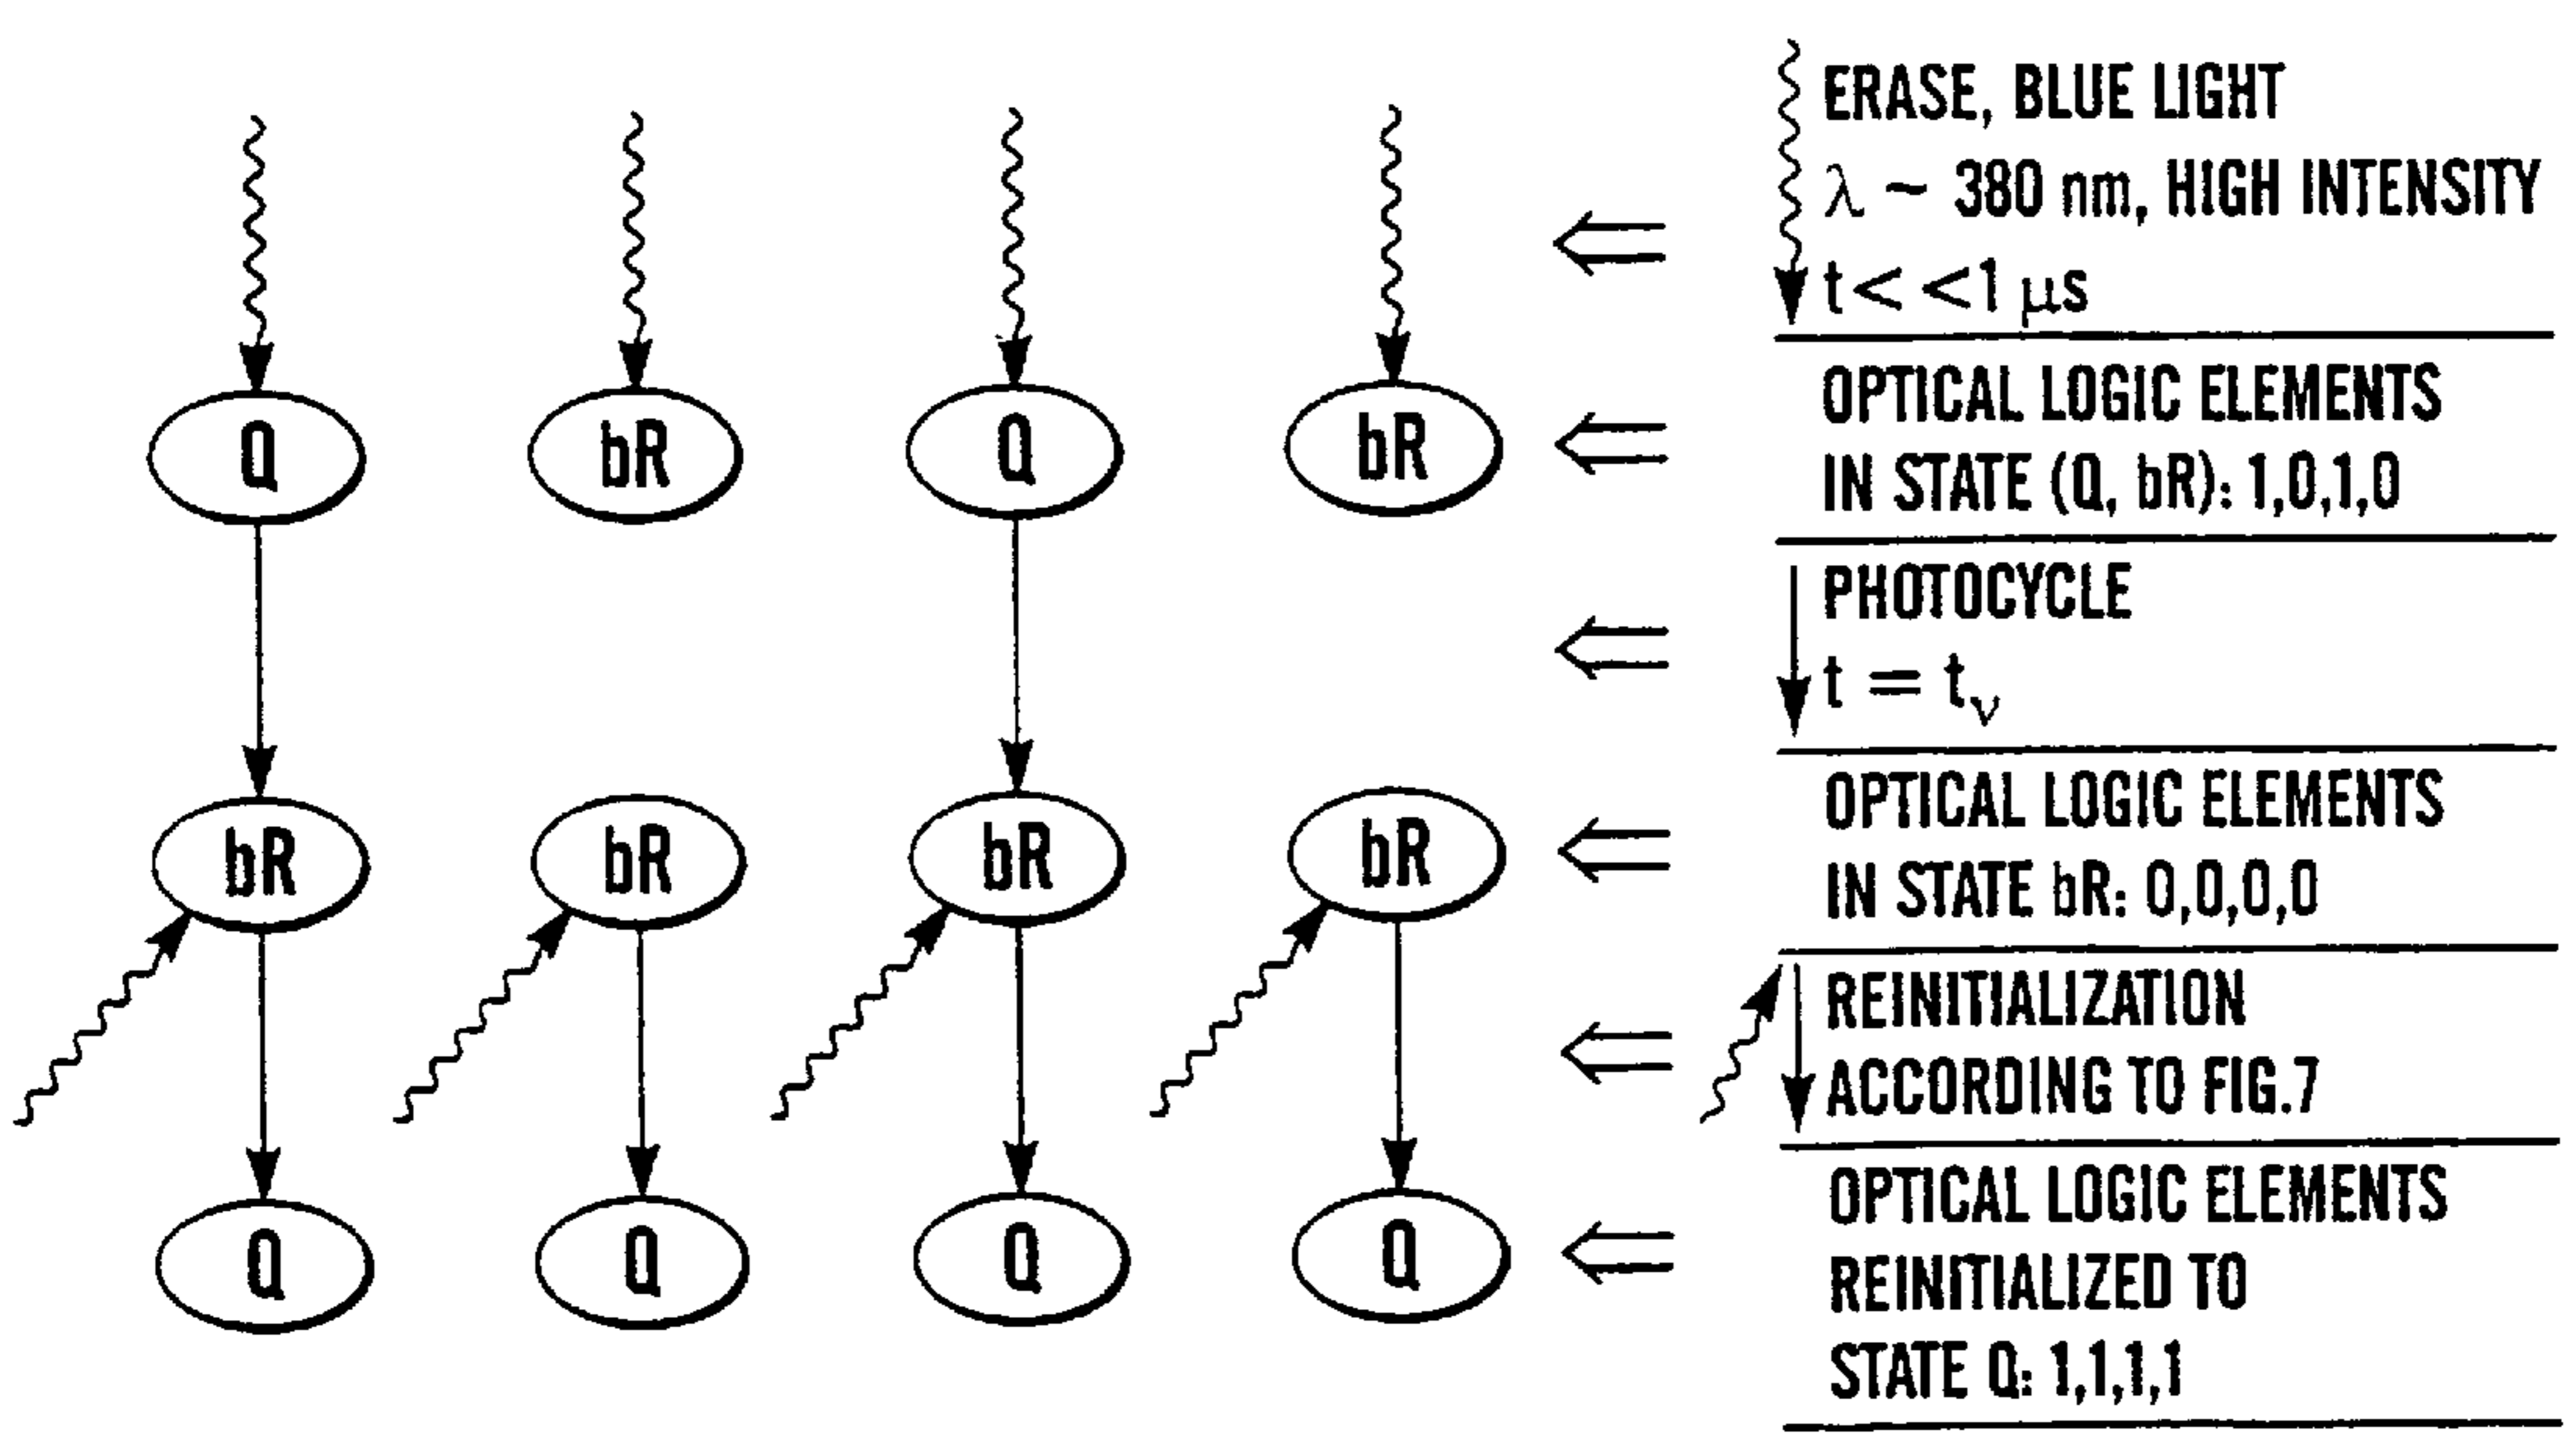 ERASE, BLUE LIGHT
λ ~ 380 nm, HIGH INTENSITY
t< <1 μs
Q bR Q bR
OPTICAL LOGIC ELEMENTS
IN STATE (Q, bR): 1,0,1,0
PHOTOCYCLE
t = tᵥ
bR bR bR bR
OPTICAL LOGIC ELEMENTS
IN STATE bR: 0,0,0,0
REINITIALIZATION
ACCORDING TO FIG.7
Q Q Q Q
OPTICAL LOGIC ELEMENTS
REINITIALIZED TO
STATE Q: 1,1,1,1